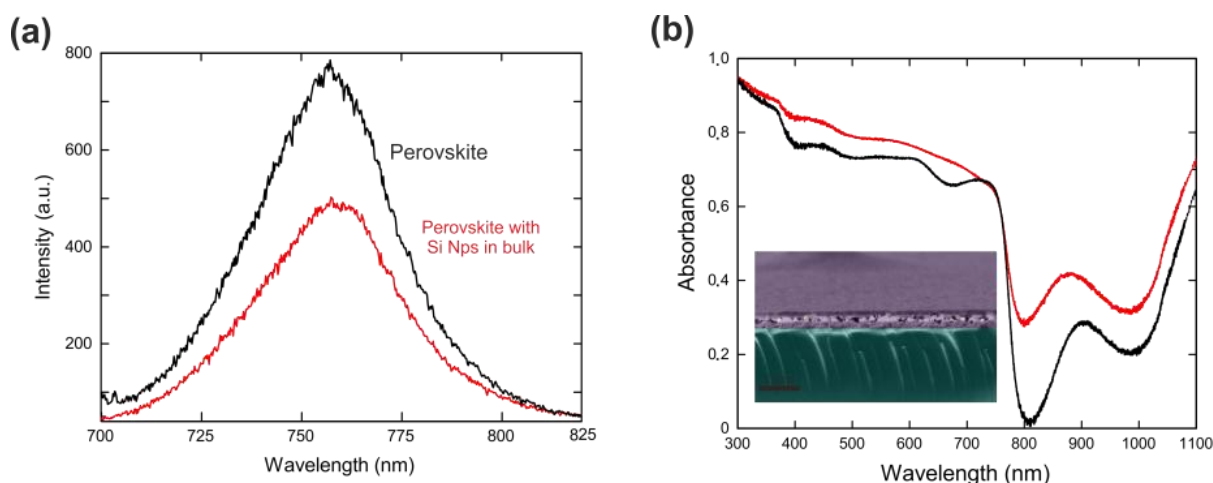 (a)
800
600
400
200
Intensity (a.u.)
Perovskite
Perovskite with
Si Nps in bulk
700 725 750 775 800 825
Wavelength (nm)
(b)
1.0
0,8
0,6
0,4
0,2
0
Absorbance
300 400 500 600 700 800 900 1000 1100
Wavelength (nm)